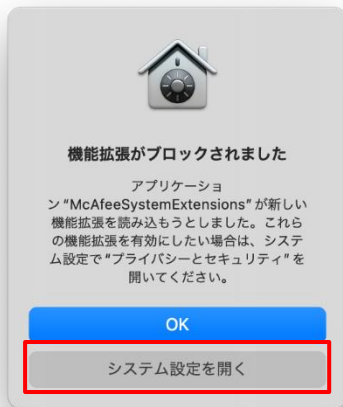 機能拡張がブロックされました
アプリケーショ
ン“McAfeeSystemExtensions”が新しい
機能拡張を読み込もうとしました。これら
の機能拡張を有効にしたい場合は、システ
ム設定で“プライバシーとセキュリティ”を
開いてください。
OK
システム設定を開く